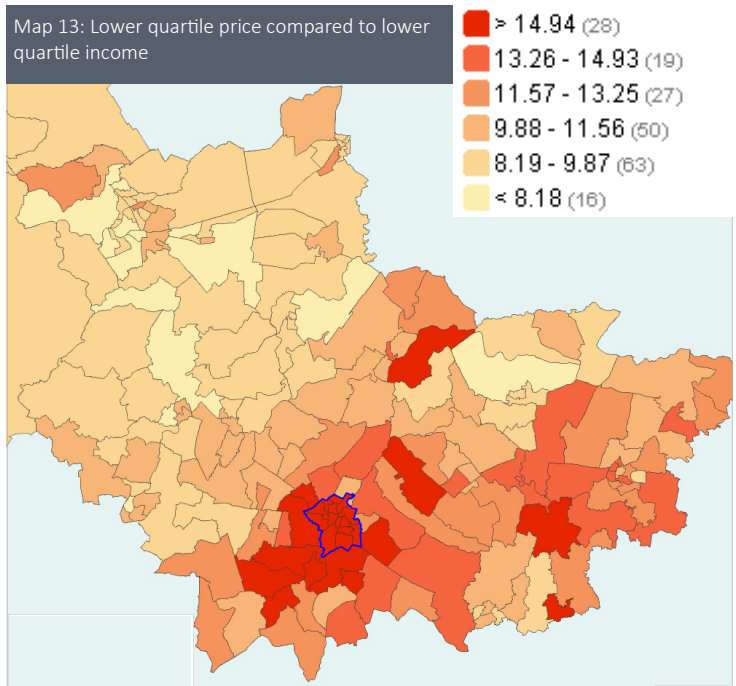 Map 13: Lower quartile price compared to lower
quartile income
> 14.94 (28)
13.26 - 14.93 (19)
11.57 - 13.25 (27)
9.88 - 11.56 (50)
8.19 - 9.87 (63)
< 8.18 (16)